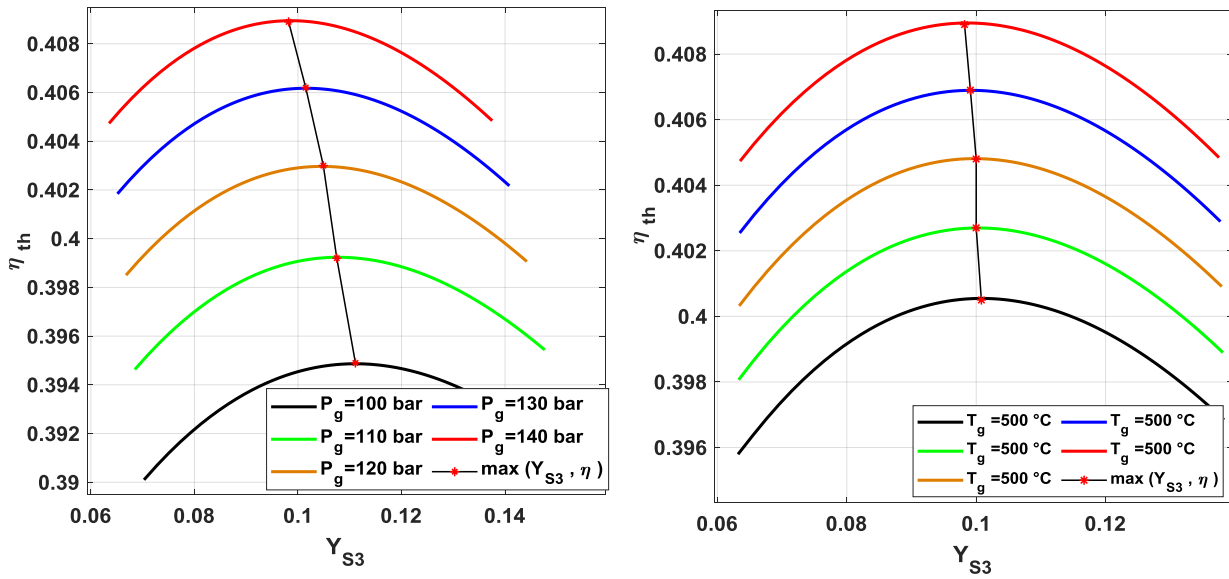 0.408
0.406
0.404
0.402
0.4
0.398
0.396
0.394
0.392
0.39
η th
0.06
0.08
0.1
0.12
0.14
Y S3
P g =100 bar
P g =110 bar
P g =120 bar
P g =130 bar
P g =140 bar
max (Y S3 , η )
0.408
0.406
0.404
0.402
0.4
0.398
0.396
η th
0.06
0.08
0.1
0.12
Y S3
T g =500 °C
T g =500 °C
T g =500 °C
T g =500 °C
T g =500 °C
max (Y S3 , η )